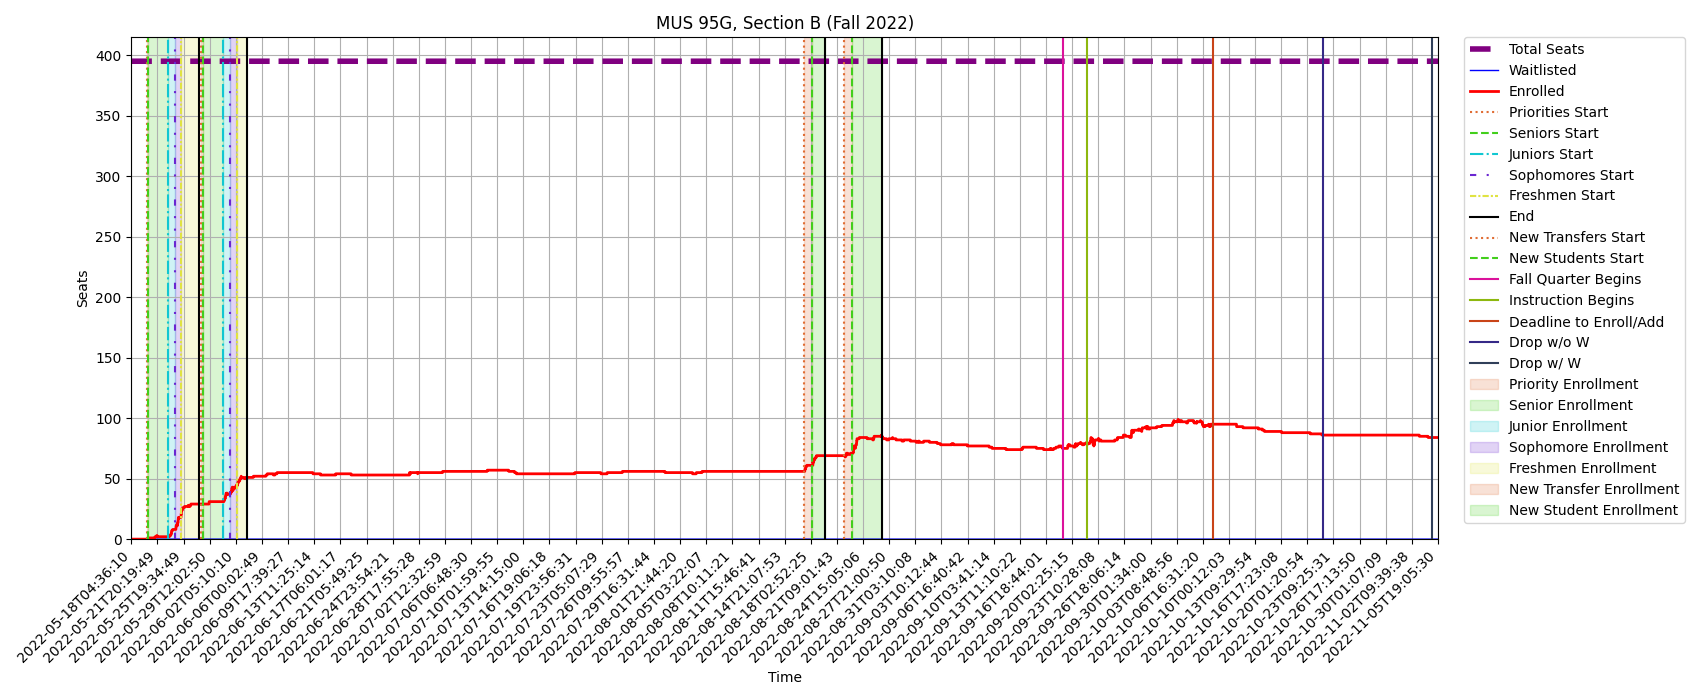 MUS 95G, Section B (Fall 2022)
Seats
400
350
300
250
200
150
100
50
0
2022-05-18T04:36:10
2022-05-21T20:19:49
2022-05-25T19:34:49
2022-05-29T12:02:50
2022-06-02T05:10:10
2022-06-06T00:02:49
2022-06-09T17:39:27
2022-06-13T11:25:14
2022-06-17T06:01:17
2022-06-21T05:49:25
2022-06-24T23:54:21
2022-06-28T17:55:28
2022-07-02T12:32:59
2022-07-06T06:48:30
2022-07-10T01:59:55
2022-07-13T14:15:00
2022-07-16T19:06:18
2022-07-19T23:56:31
2022-07-23T05:07:29
2022-07-26T09:55:57
2022-07-29T16:31:44
2022-08-01T21:44:20
2022-08-05T03:22:07
2022-08-08T10:11:21
2022-08-11T15:46:41
2022-08-14T21:07:53
2022-08-18T02:52:25
2022-08-21T09:01:43
2022-08-24T15:05:06
2022-08-27T21:00:50
2022-08-31T03:10:08
2022-09-03T10:12:44
2022-09-06T16:40:42
2022-09-10T03:41:14
2022-09-13T11:10:22
2022-09-16T18:44:01
2022-09-20T02:25:15
2022-09-23T10:28:08
2022-09-26T18:06:14
2022-09-30T01:34:00
2022-10-03T08:48:56
2022-10-06T16:31:20
2022-10-10T00:12:03
2022-10-13T09:29:54
2022-10-16T17:23:08
2022-10-20T01:20:54
2022-10-23T09:25:31
2022-10-26T17:13:50
2022-10-30T01:07:09
2022-11-02T09:39:38
2022-11-05T19:05:30
Time
Total Seats
Waitlisted
Enrolled
Priorities Start
Seniors Start
Juniors Start
Sophomores Start
Freshmen Start
End
New Transfers Start
New Students Start
Fall Quarter Begins
Instruction Begins
Deadline to Enroll/Add
Drop w/o W
Drop w/ W
Priority Enrollment
Senior Enrollment
Junior Enrollment
Sophomore Enrollment
Freshmen Enrollment
New Transfer Enrollment
New Student Enrollment